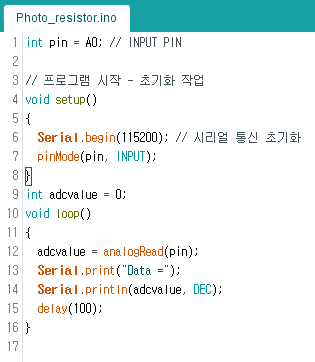 Photo_resistor.ino
1 int pin = A0; // INPUT PIN
2
3 // 프로그램 시작 - 초기화 작업
4 void setup()
5 {
6 Serial.begin(115200); // 시리얼 통신 초기화
7 pinMode(pin, INPUT);
8 }
9 int adcvalue = 0;
10 void loop()
11 {
12 adcvalue = analogRead(pin);
13 Serial.print("Data =");
14 Serial.println(adcvalue, DEC);
15 delay(100);
16 }
17